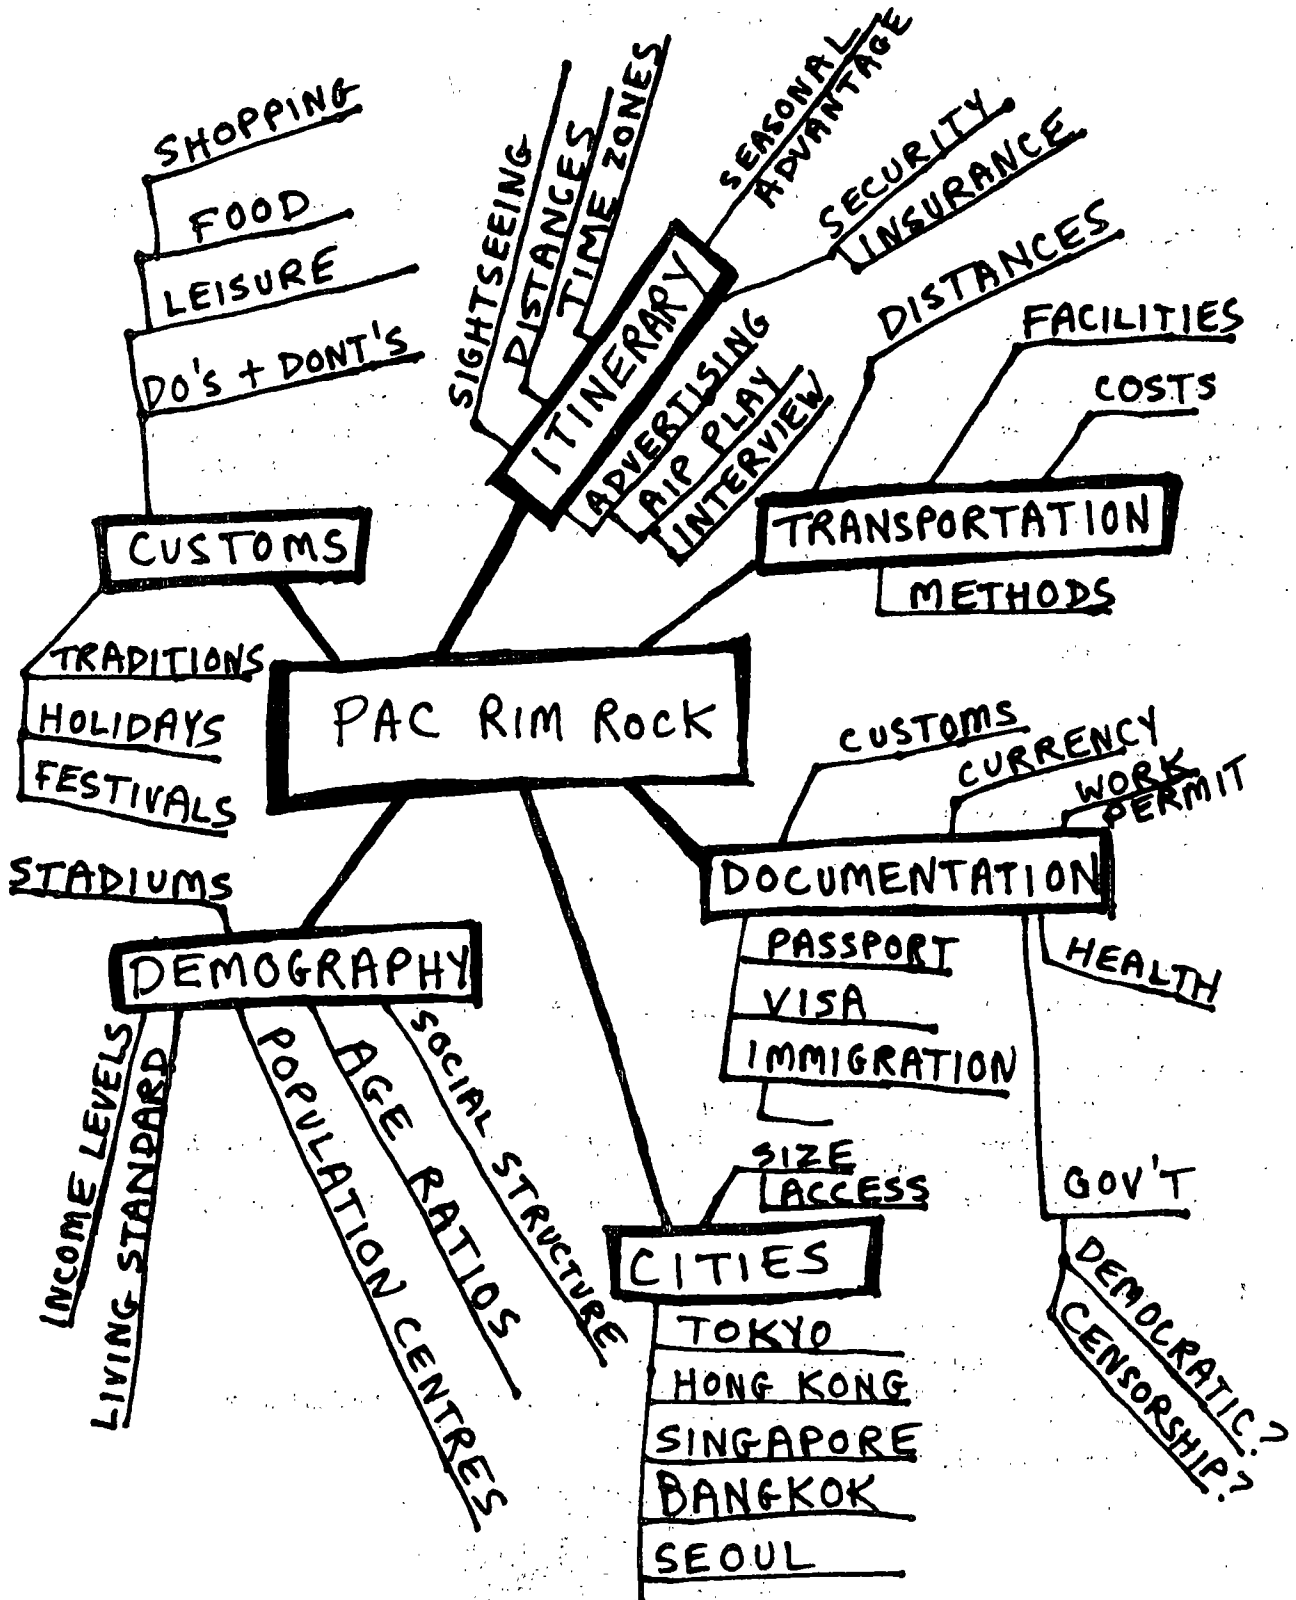 SHOPPING
FOOD
LEISURE
DO'S + DONT'S
CUSTOMS
TRADITIONS
HOLIDAYS
FESTIVALS
SIGHTSEEING
DISTANCES
TIME ZONES
SEASONAL
ADVANTAGE
SECURITY
INSURANCE
ITINERARY
ADVERTISING
AIP PLAY
INTERVIEW
DISTANCES
FACILITIES
COSTS
TRANSPORTATION
METHODS
PAC RIM ROCK
CUSTOMS
CURRENCY
WORK
PERMIT
DOCUMENTATION
PASSPORT
VISA
IMMIGRATION
HEALTH
GOV'T
DEMOCRATIC?
CENSORSHIP?
STADIUMS
DEMOGRAPHY
INCOME LEVELS
LIVING STANDARD
POPULATION CENTRES
AGE RATIOS
SOCIAL STRUCTURE
SIZE
ACCESS
CITIES
TOKYO
HONG KONG
SINGAPORE
BANGKOK
SEOUL